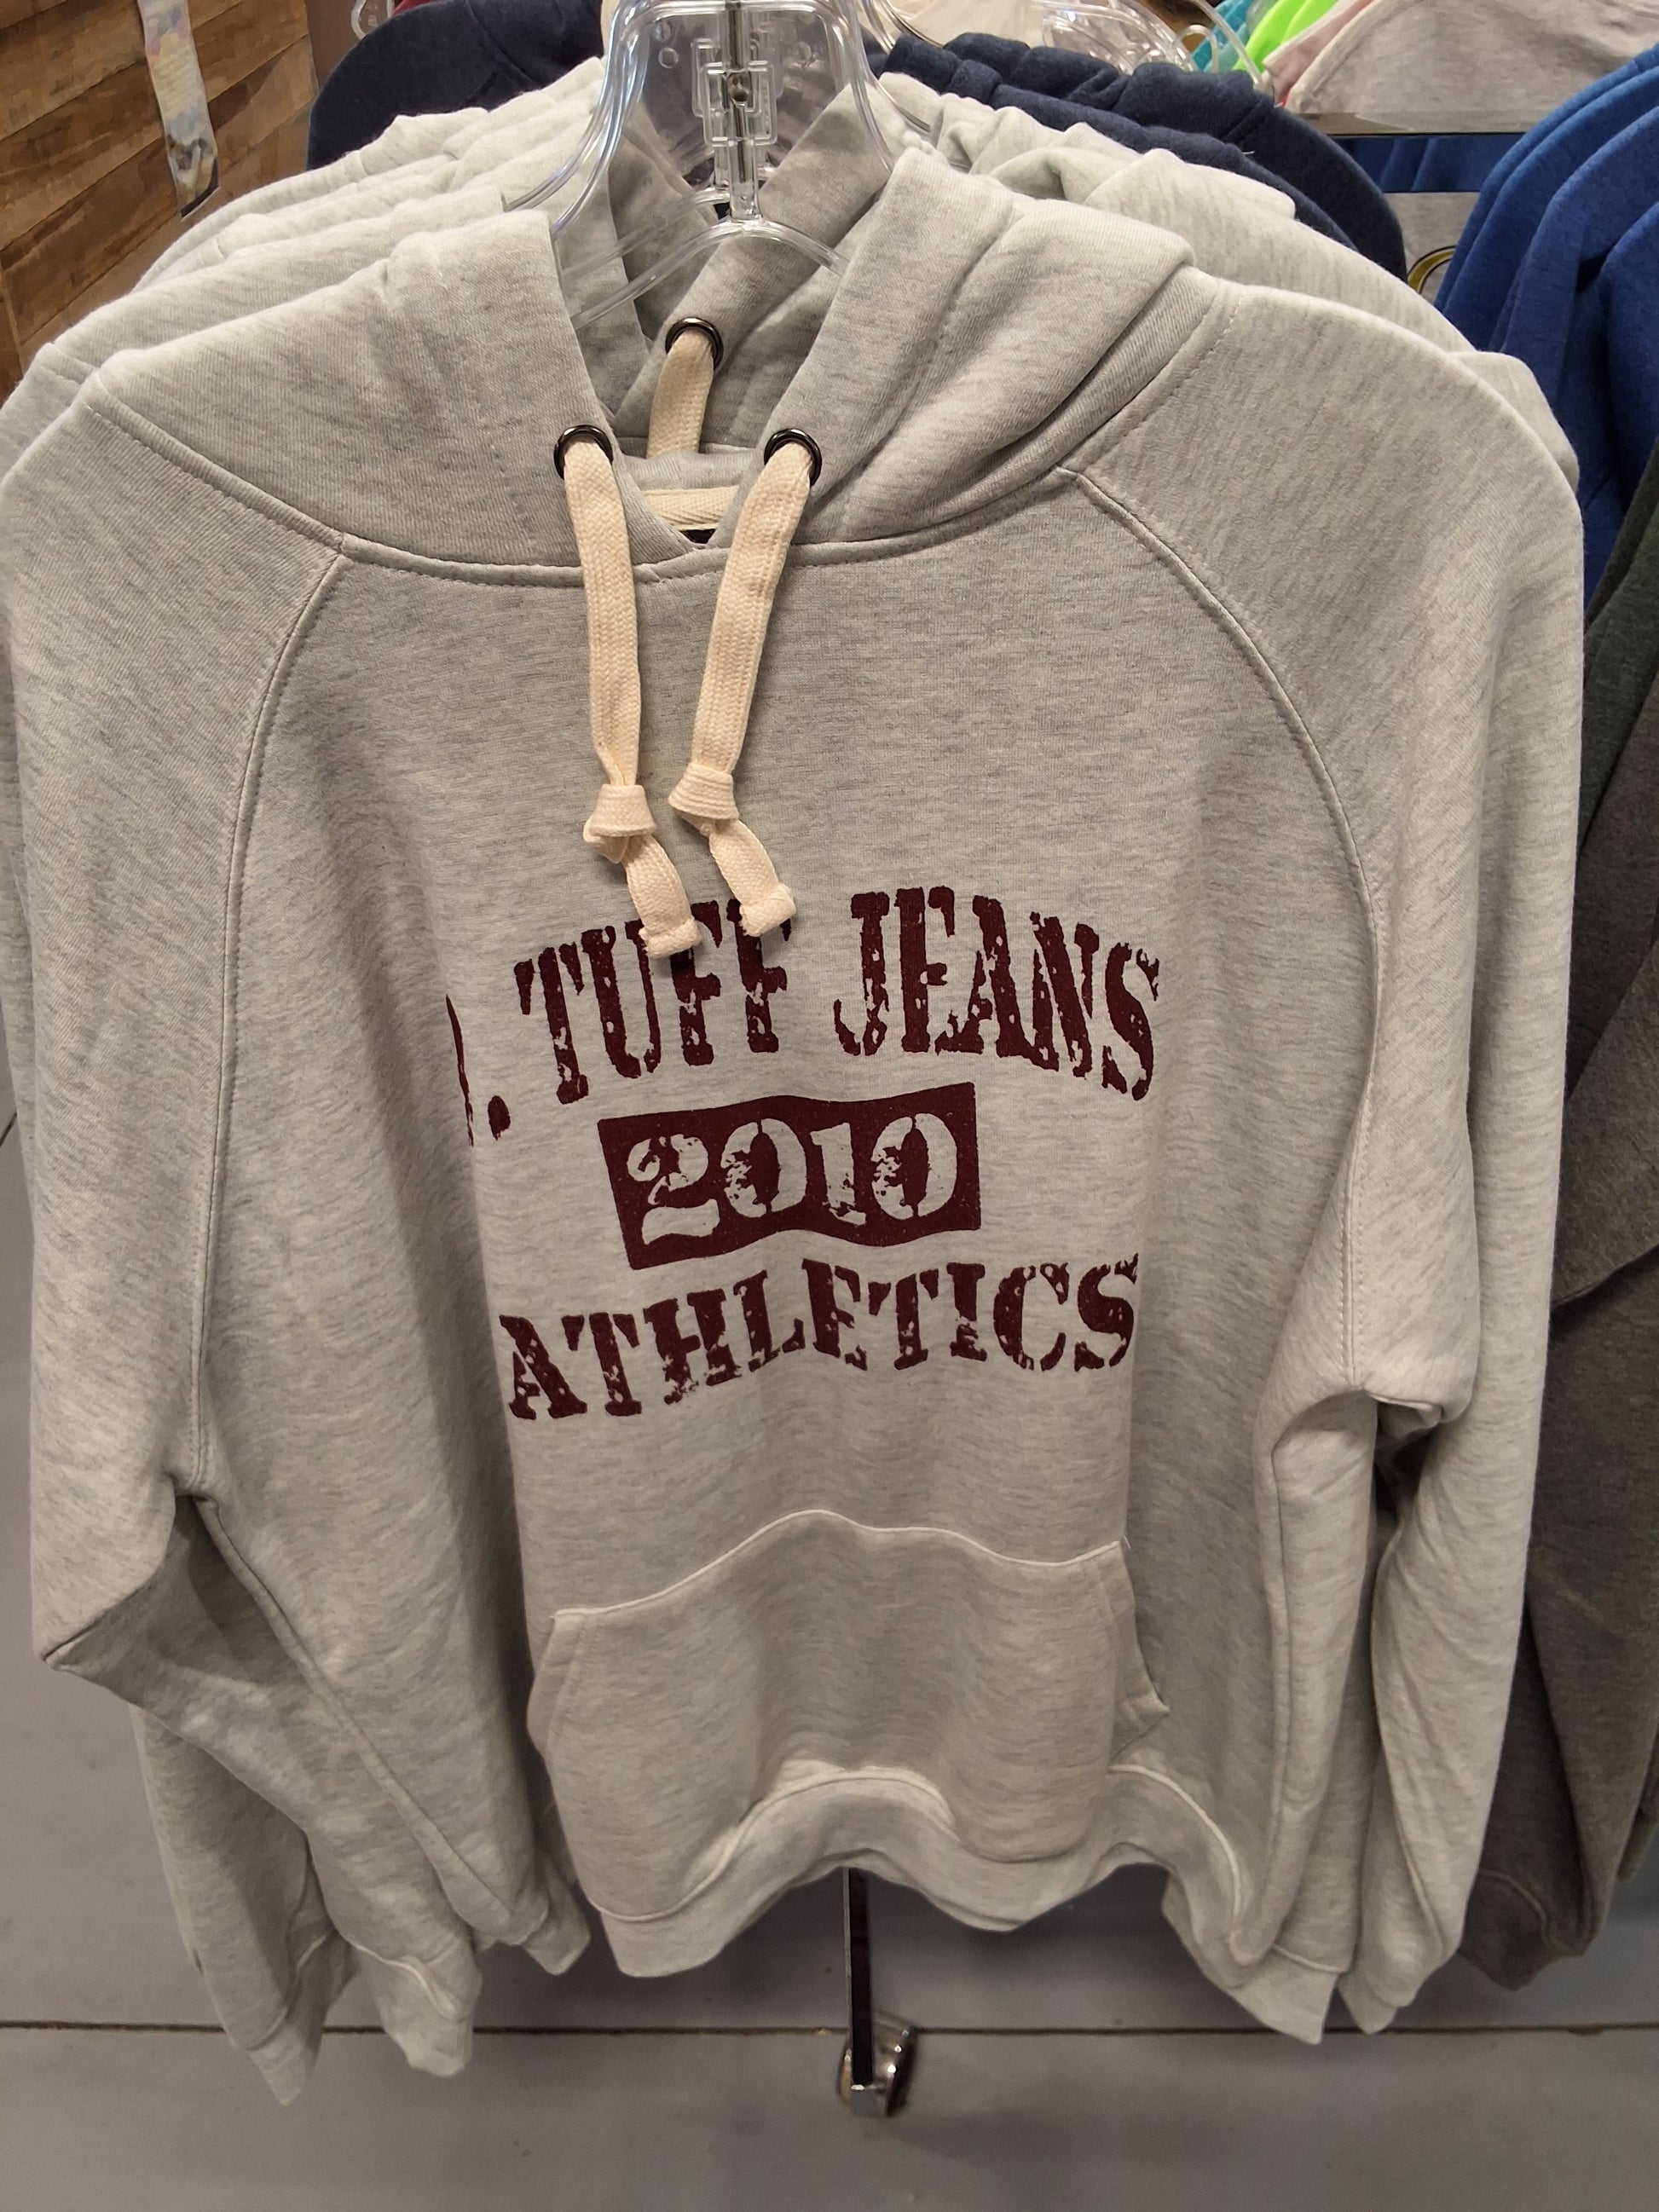 . TUFF JEANS
2010
ATHLETICS